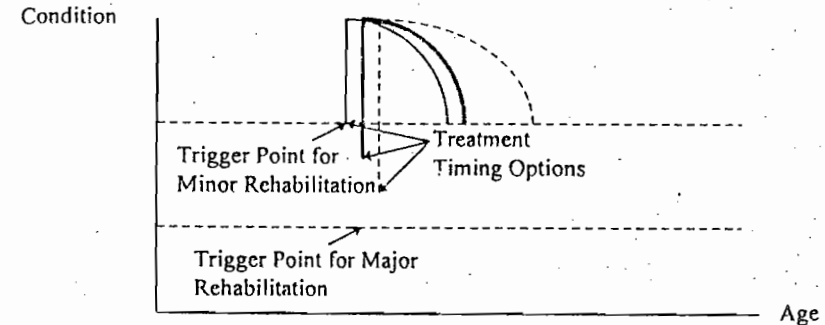 Condition
Trigger Point for
Minor Rehabilitation
Treatment
Timing Options
Trigger Point for Major
Rehabilitation
Age